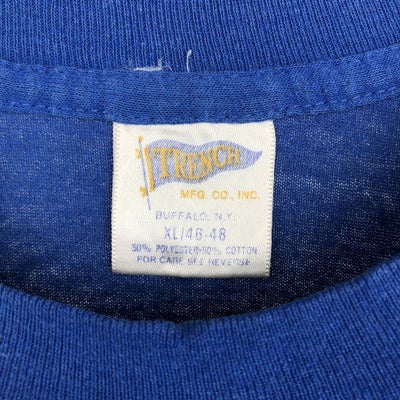 TRENCH
MFG. CO., INC.
BUFFALO, N.Y.
XL/46-48
50% POLYESTER-50% COTTON
FOR CARE SEE REVERSE